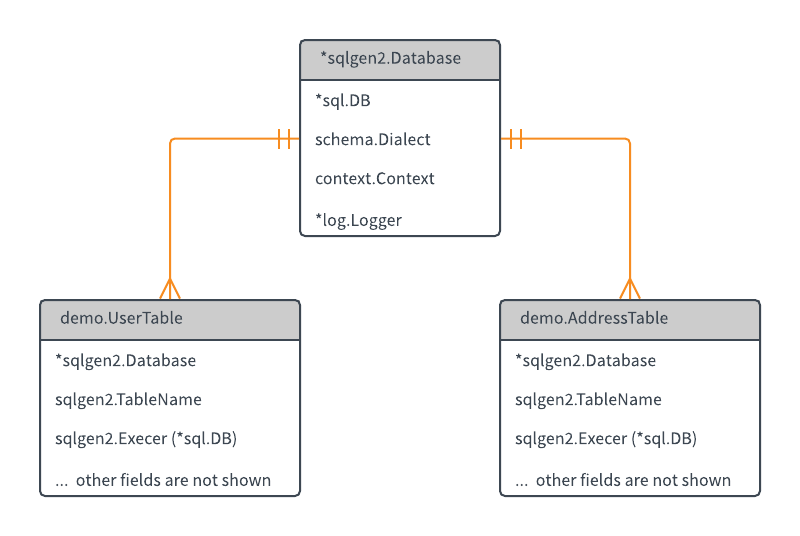 *sqlgen2.Database
*sql.DB
schema.Dialect
context.Context
*log.Logger
demo.UserTable
*sqlgen2.Database
sqlgen2.TableName
sqlgen2.Execer (*sql.DB)
... other fields are not shown
demo.AddressTable
*sqlgen2.Database
sqlgen2.TableName
sqlgen2.Execer (*sql.DB)
... other fields are not shown